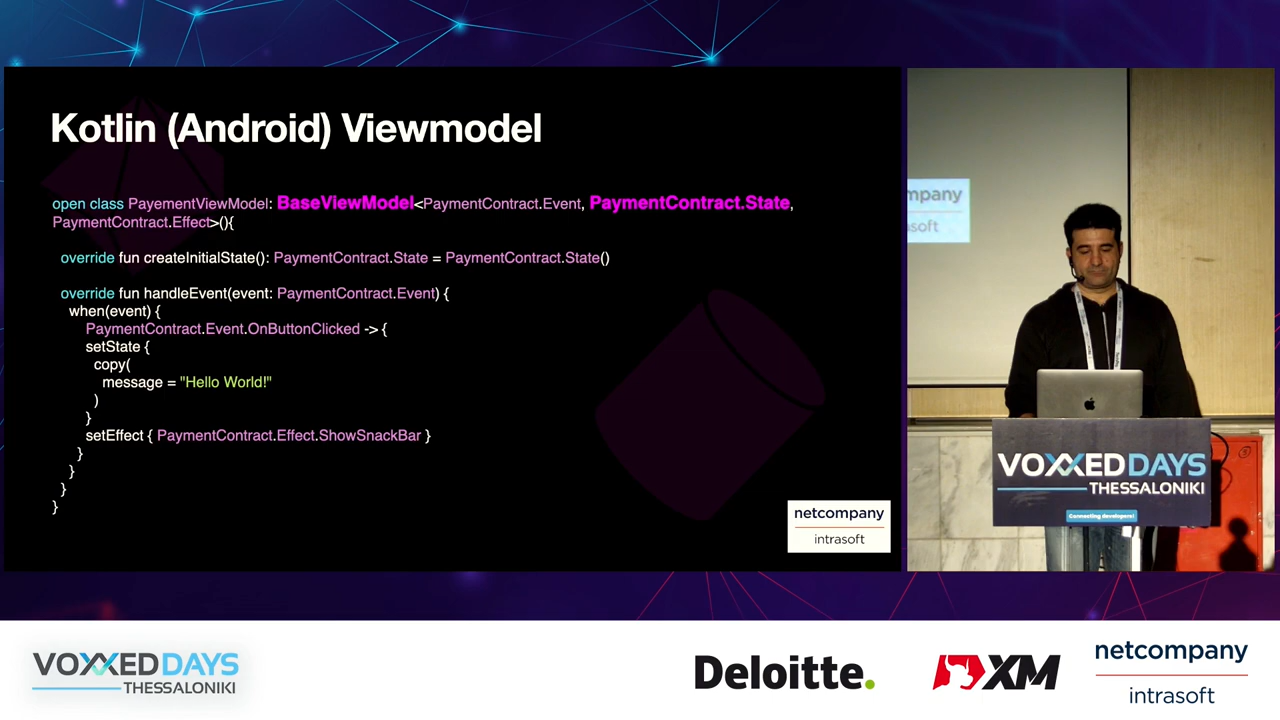 Kotlin (Android) Viewmodel
open class PayementViewModel: BaseViewModel<PaymentContract.Event, PaymentContract.State,
PaymentContract.Effect>(){
override fun createInitialState(): PaymentContract.State = PaymentContract.State()
override fun handleEvent(event: PaymentContract.Event) {
when(event) {
PaymentContract.Event.OnButtonClicked -> {
setState {
copy(
message = "Hello World!"
)
}
setEffect { PaymentContract.Effect.ShowSnackBar }
}
}
}
}
netcompany
intrasoft
mpany
soft
VOXXED DAYS
THESSALONIKI
Connecting developers!
VOXXED DAYS
THESSALONIKI
Deloitte.
XM
netcompany
intrasoft